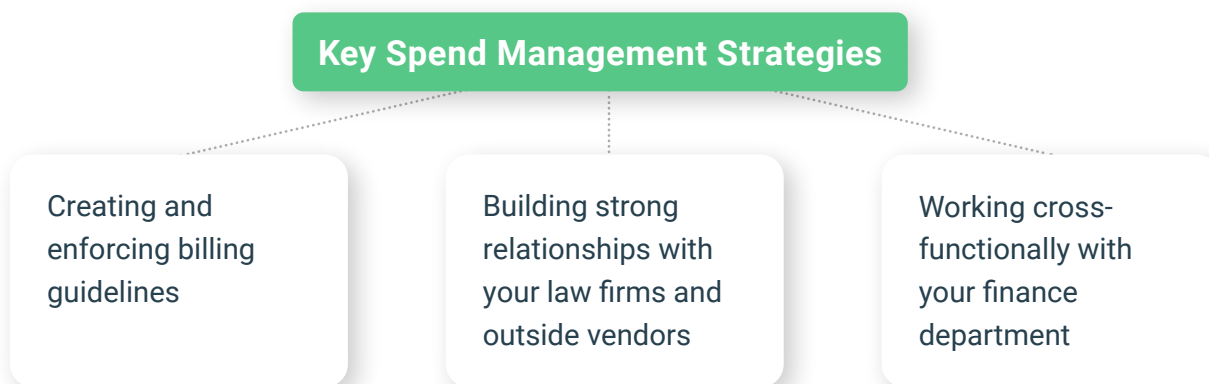 Key Spend Management Strategies
Creating and
enforcing billing
guidelines
Building strong
relationships with
your law firms and
outside vendors
Working cross-
functionally with
your finance
department